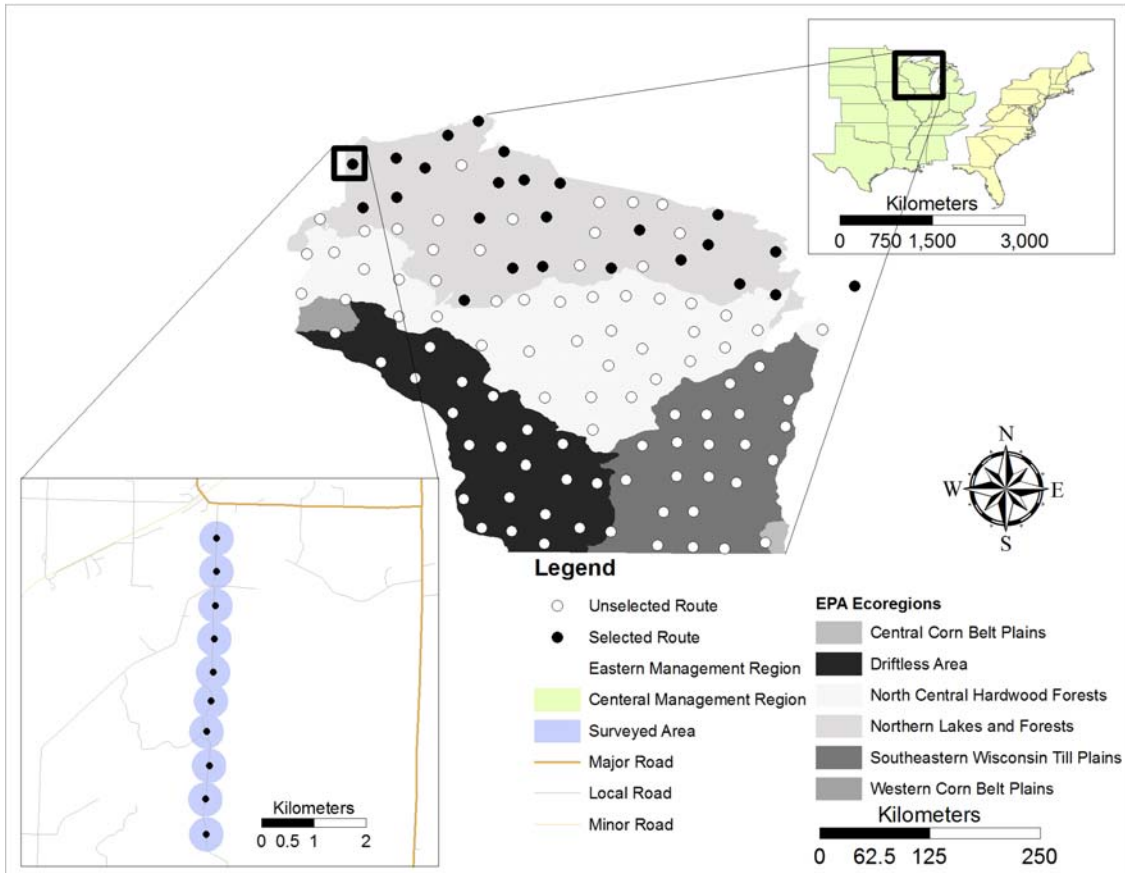 Kilometers
0 750 1,500 3,000
N
W E
S
Kilometers
0 0.5 1 2
Legend
Unselected Route
Selected Route
Eastern Management Region
Centeral Management Region
Surveyed Area
Major Road
Local Road
Minor Road
EPA Ecoregions
Central Corn Belt Plains
Driftless Area
North Central Hardwood Forests
Northern Lakes and Forests
Southeastern Wisconsin Till Plains
Western Corn Belt Plains
Kilometers
0 62.5 125 250